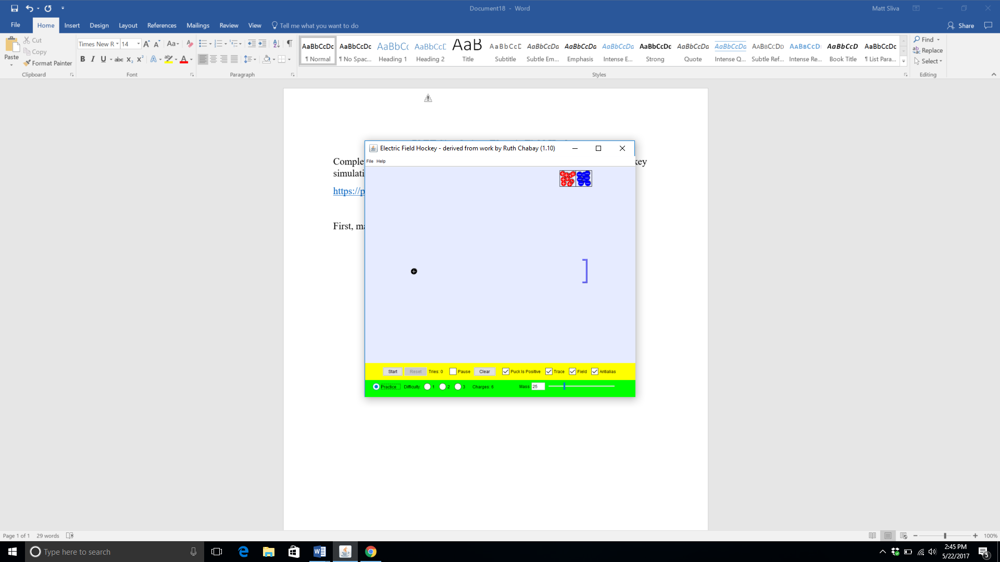 Document18 - Word
Matt Sliva
File Home Insert Design Layout References Mailings Review View Tell me what you want to do
Share
Paste
Cut
Copy
Format Painter
Clipboard
Times New R 14
Aa
B I U abc X₂ X² A A
Font
Paragraph
AaBbCcDc
¶ Normal
AaBbCcDc
¶ No Spac...
AaBbCc
Heading 1
AaBbCcC
Heading 2
AaB
Title
AaBbCcC
Subtitle
AaBbCcDa
Subtle Em...
AaBbCcDa
Emphasis
AaBbCcDa
Intense E...
AaBbCcDc
Strong
AaBbCcDa
Quote
AaBbCcDa
Intense Q...
AaBbCcDD
Subtle Ref...
AaBbCcD
Intense Re...
AaBbCcD
Book Title
AaBbCcDc
¶ List Para...
Styles
Find
Replace
Select
Editing
Electric Field Hockey - derived from work by Ruth Chabay (1.10)
File Help
Comple
key
simulati
https://p
First, ma
Start Reset Tries: 0 Pause Clear Puck Is Positive Trace Field Antialias
Practice Difficulty: 1 2 3 Charges: 6 Mass 25
Page 1 of 1 29 words
100%
Type here to search
2:45 PM
5/22/2017
5